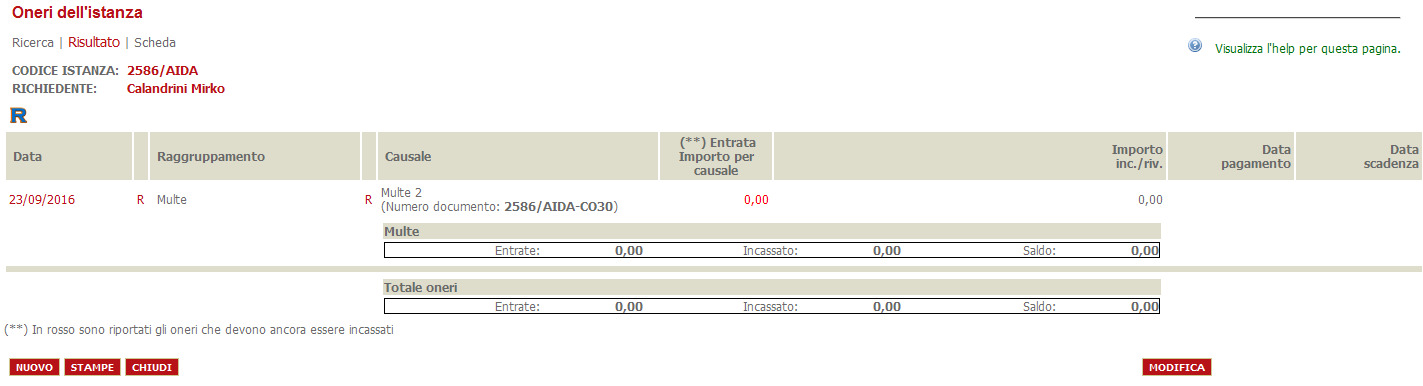 Oneri dell'istanza
Ricerca | Risultato | Scheda
Visualizza l'help per questa pagina.
CODICE ISTANZA: 2586/AIDA
RICHIEDENTE: Calandrini Mirko
R
Data Raggruppamento Causale (**) Entrata Importo per causale Importo inc./riv. Data pagamento Data scadenza
23/09/2016 R Multe R Multe 2 0,00 0,00
(Numero documento: 2586/AIDA-CO30)
Multe
Entrate: 0,00 Incassato: 0,00 Saldo: 0,00
Totale oneri
Entrate: 0,00 Incassato: 0,00 Saldo: 0,00
(**) In rosso sono riportati gli oneri che devono ancora essere incassati
NUOVO STAMPE CHIUDI MODIFICA